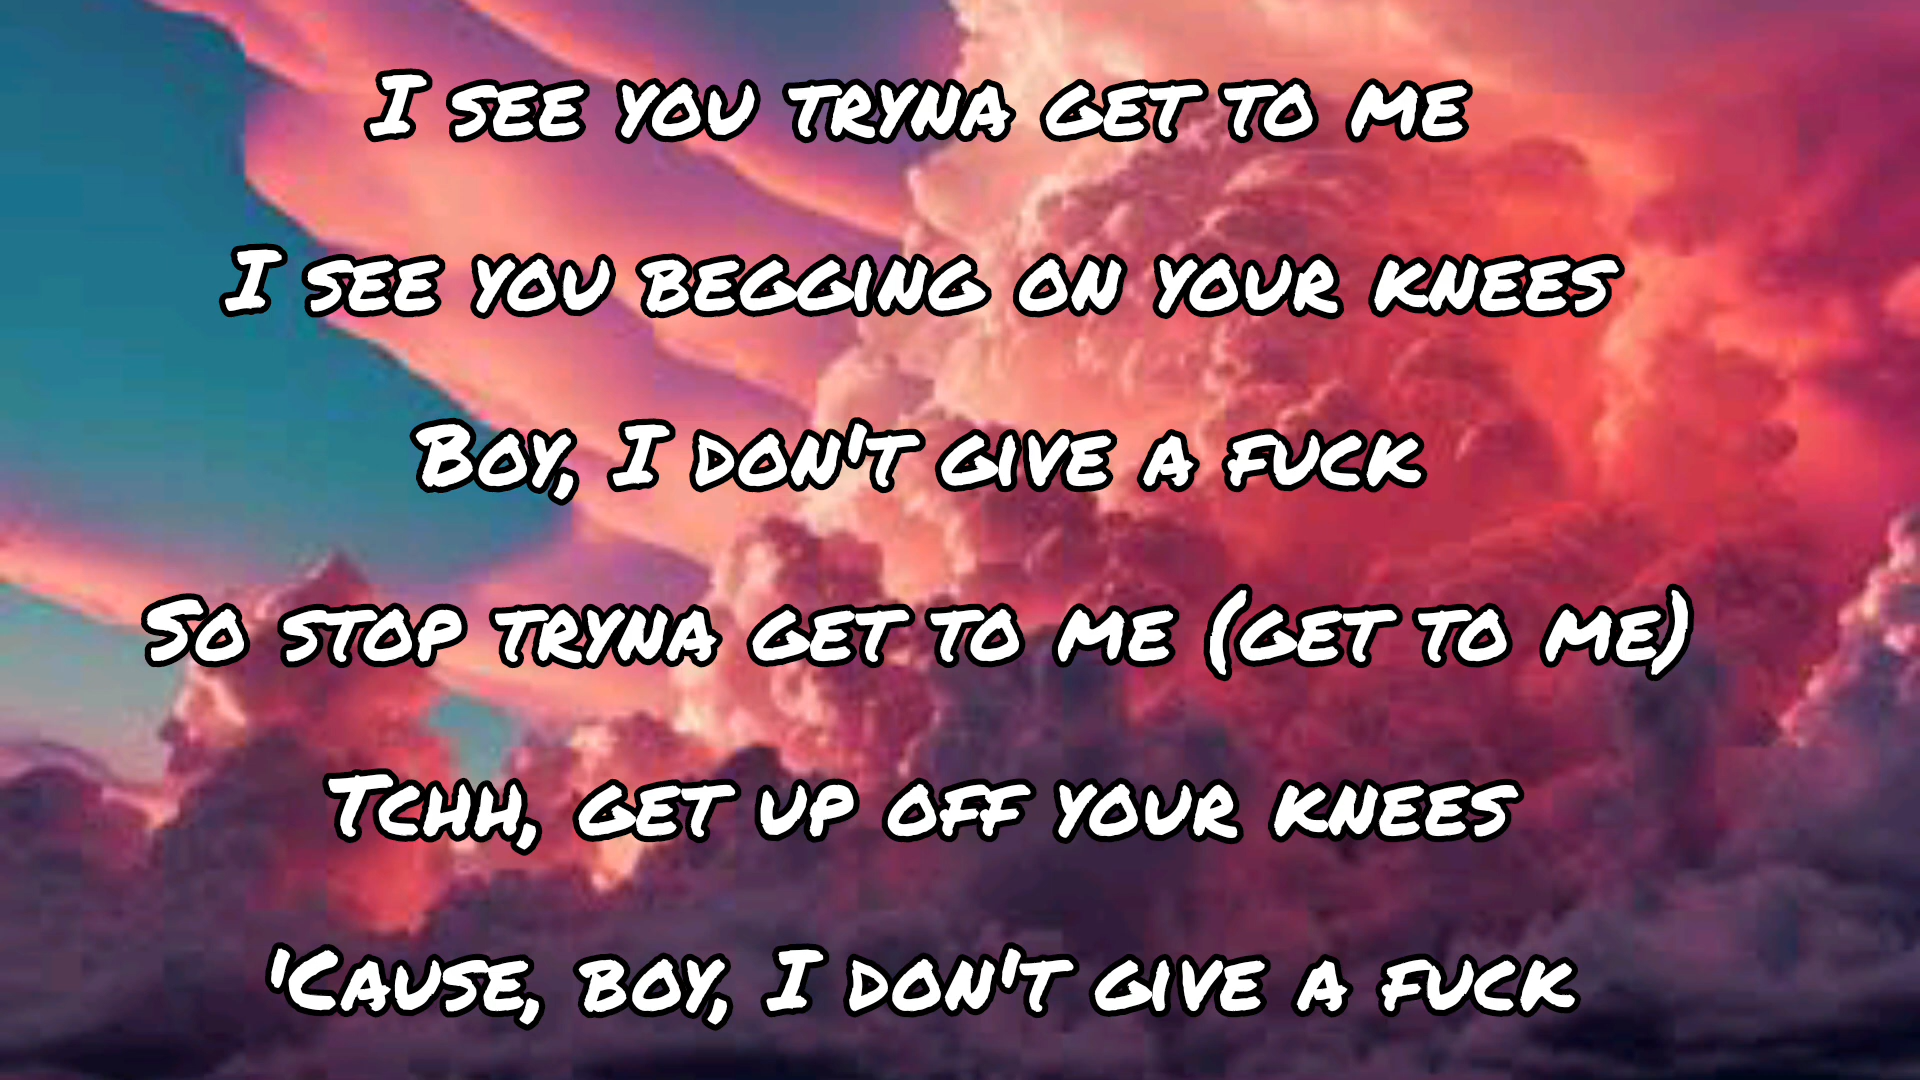 I see you tryna get to me
I see you begging on your knees
Boy, I don't give a fuck
So stop tryna get to me (get to me)
Tchh, get up off your knees
'Cause, boy, I don't give a fuck